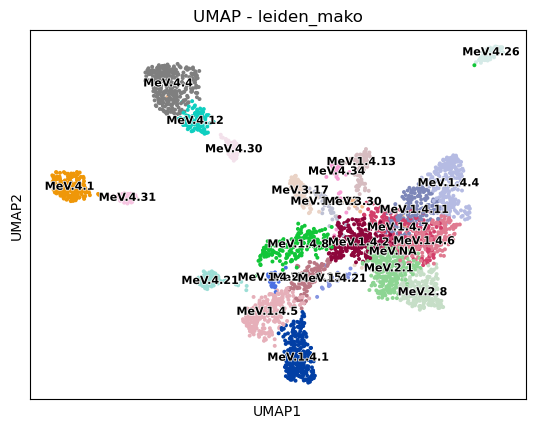 UMAP - leiden_mako
MeV.4.26
MeV.4.4
MeV.4.12
MeV.4.30
MeV.1.4.13
MeV.4.34
MeV.1.4.4
MeV.4.1
MeV.3.17
MeV.4.31
MeV.3.30
MeV.1.4.11
MeV.1.4.7
MeV.1.4.8
MeV.1.4.2
MeV.1.4.6
MeV.NA
MeV.2.1
MeV.4.21
MeV.1.4.21
MeV.2.8
MeV.1.4.5
MeV.1.4.1
UMAP1
UMAP2